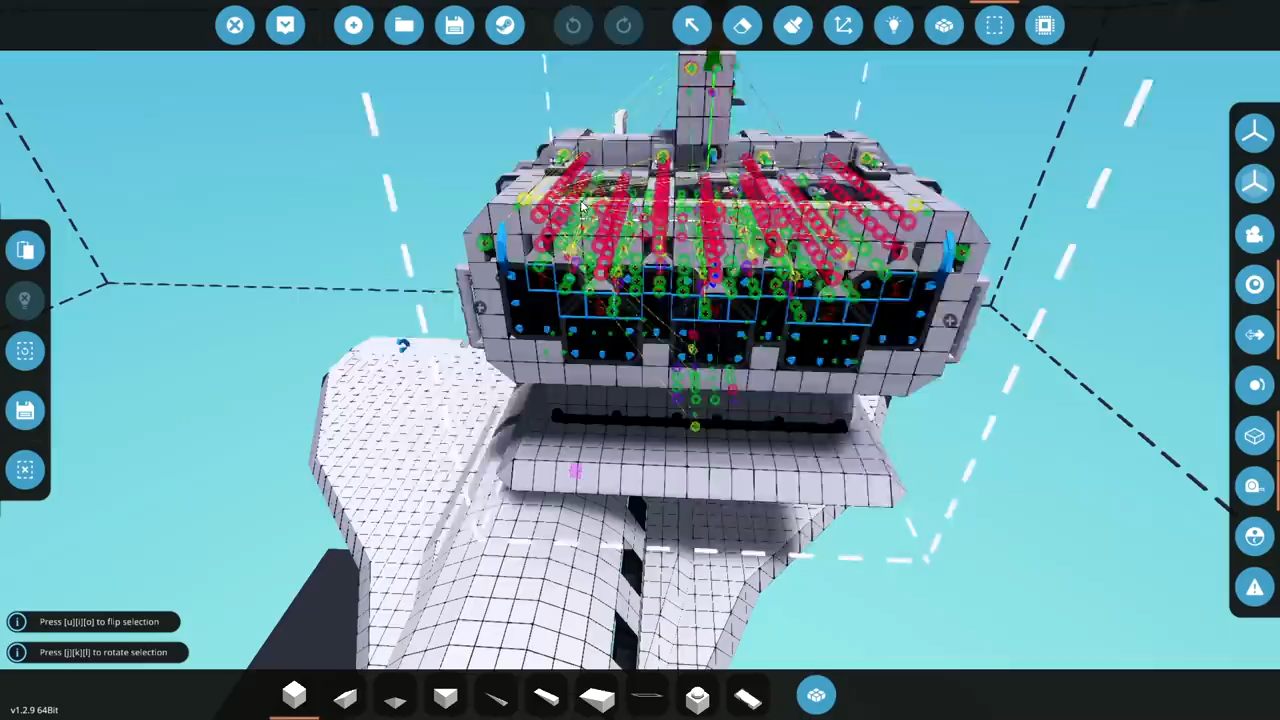 Press [u][i][o] to flip selection
Press [j][k][l] to rotate selection
v1.2.9 64Bit